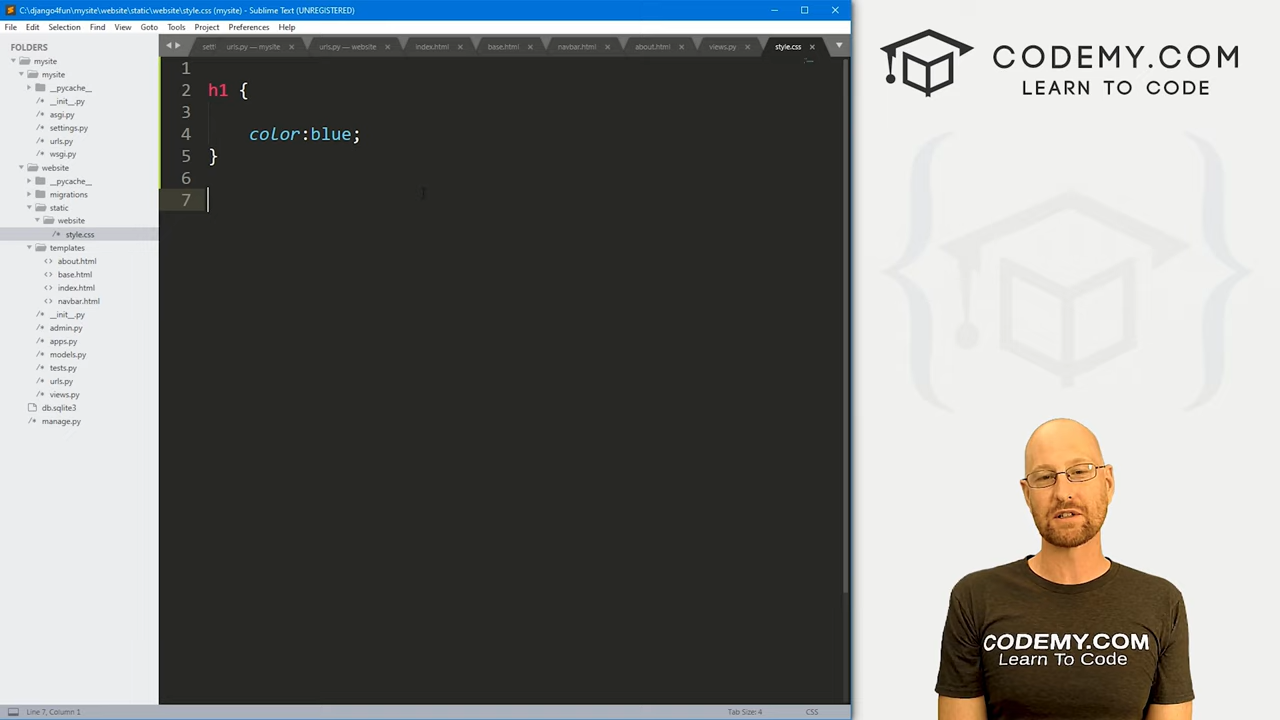 C:\django4fun\mysite\website\static\website\style.css (mysite) - Sublime Text (UNREGISTERED)
File Edit Selection Find View Goto Tools Project Preferences Help
FOLDERS
mysite
mysite
__pycache__
__init__.py
asgi.py
settings.py
urls.py
wsgi.py
website
__pycache__
migrations
static
website
style.css
templates
about.html
base.html
index.html
navbar.html
__init__.py
admin.py
apps.py
models.py
tests.py
urls.py
views.py
db.sqlite3
manage.py
setti urls.py — mysite urls.py — website index.html base.html navbar.html about.html views.py style.css
1
2 h1 {
3
4 color:blue;
5 }
6
7
Line 7, Column 1
Tab Size: 4
CSS
CODEMY.COM
LEARN TO CODE
CODEMY.COM
Learn To Code